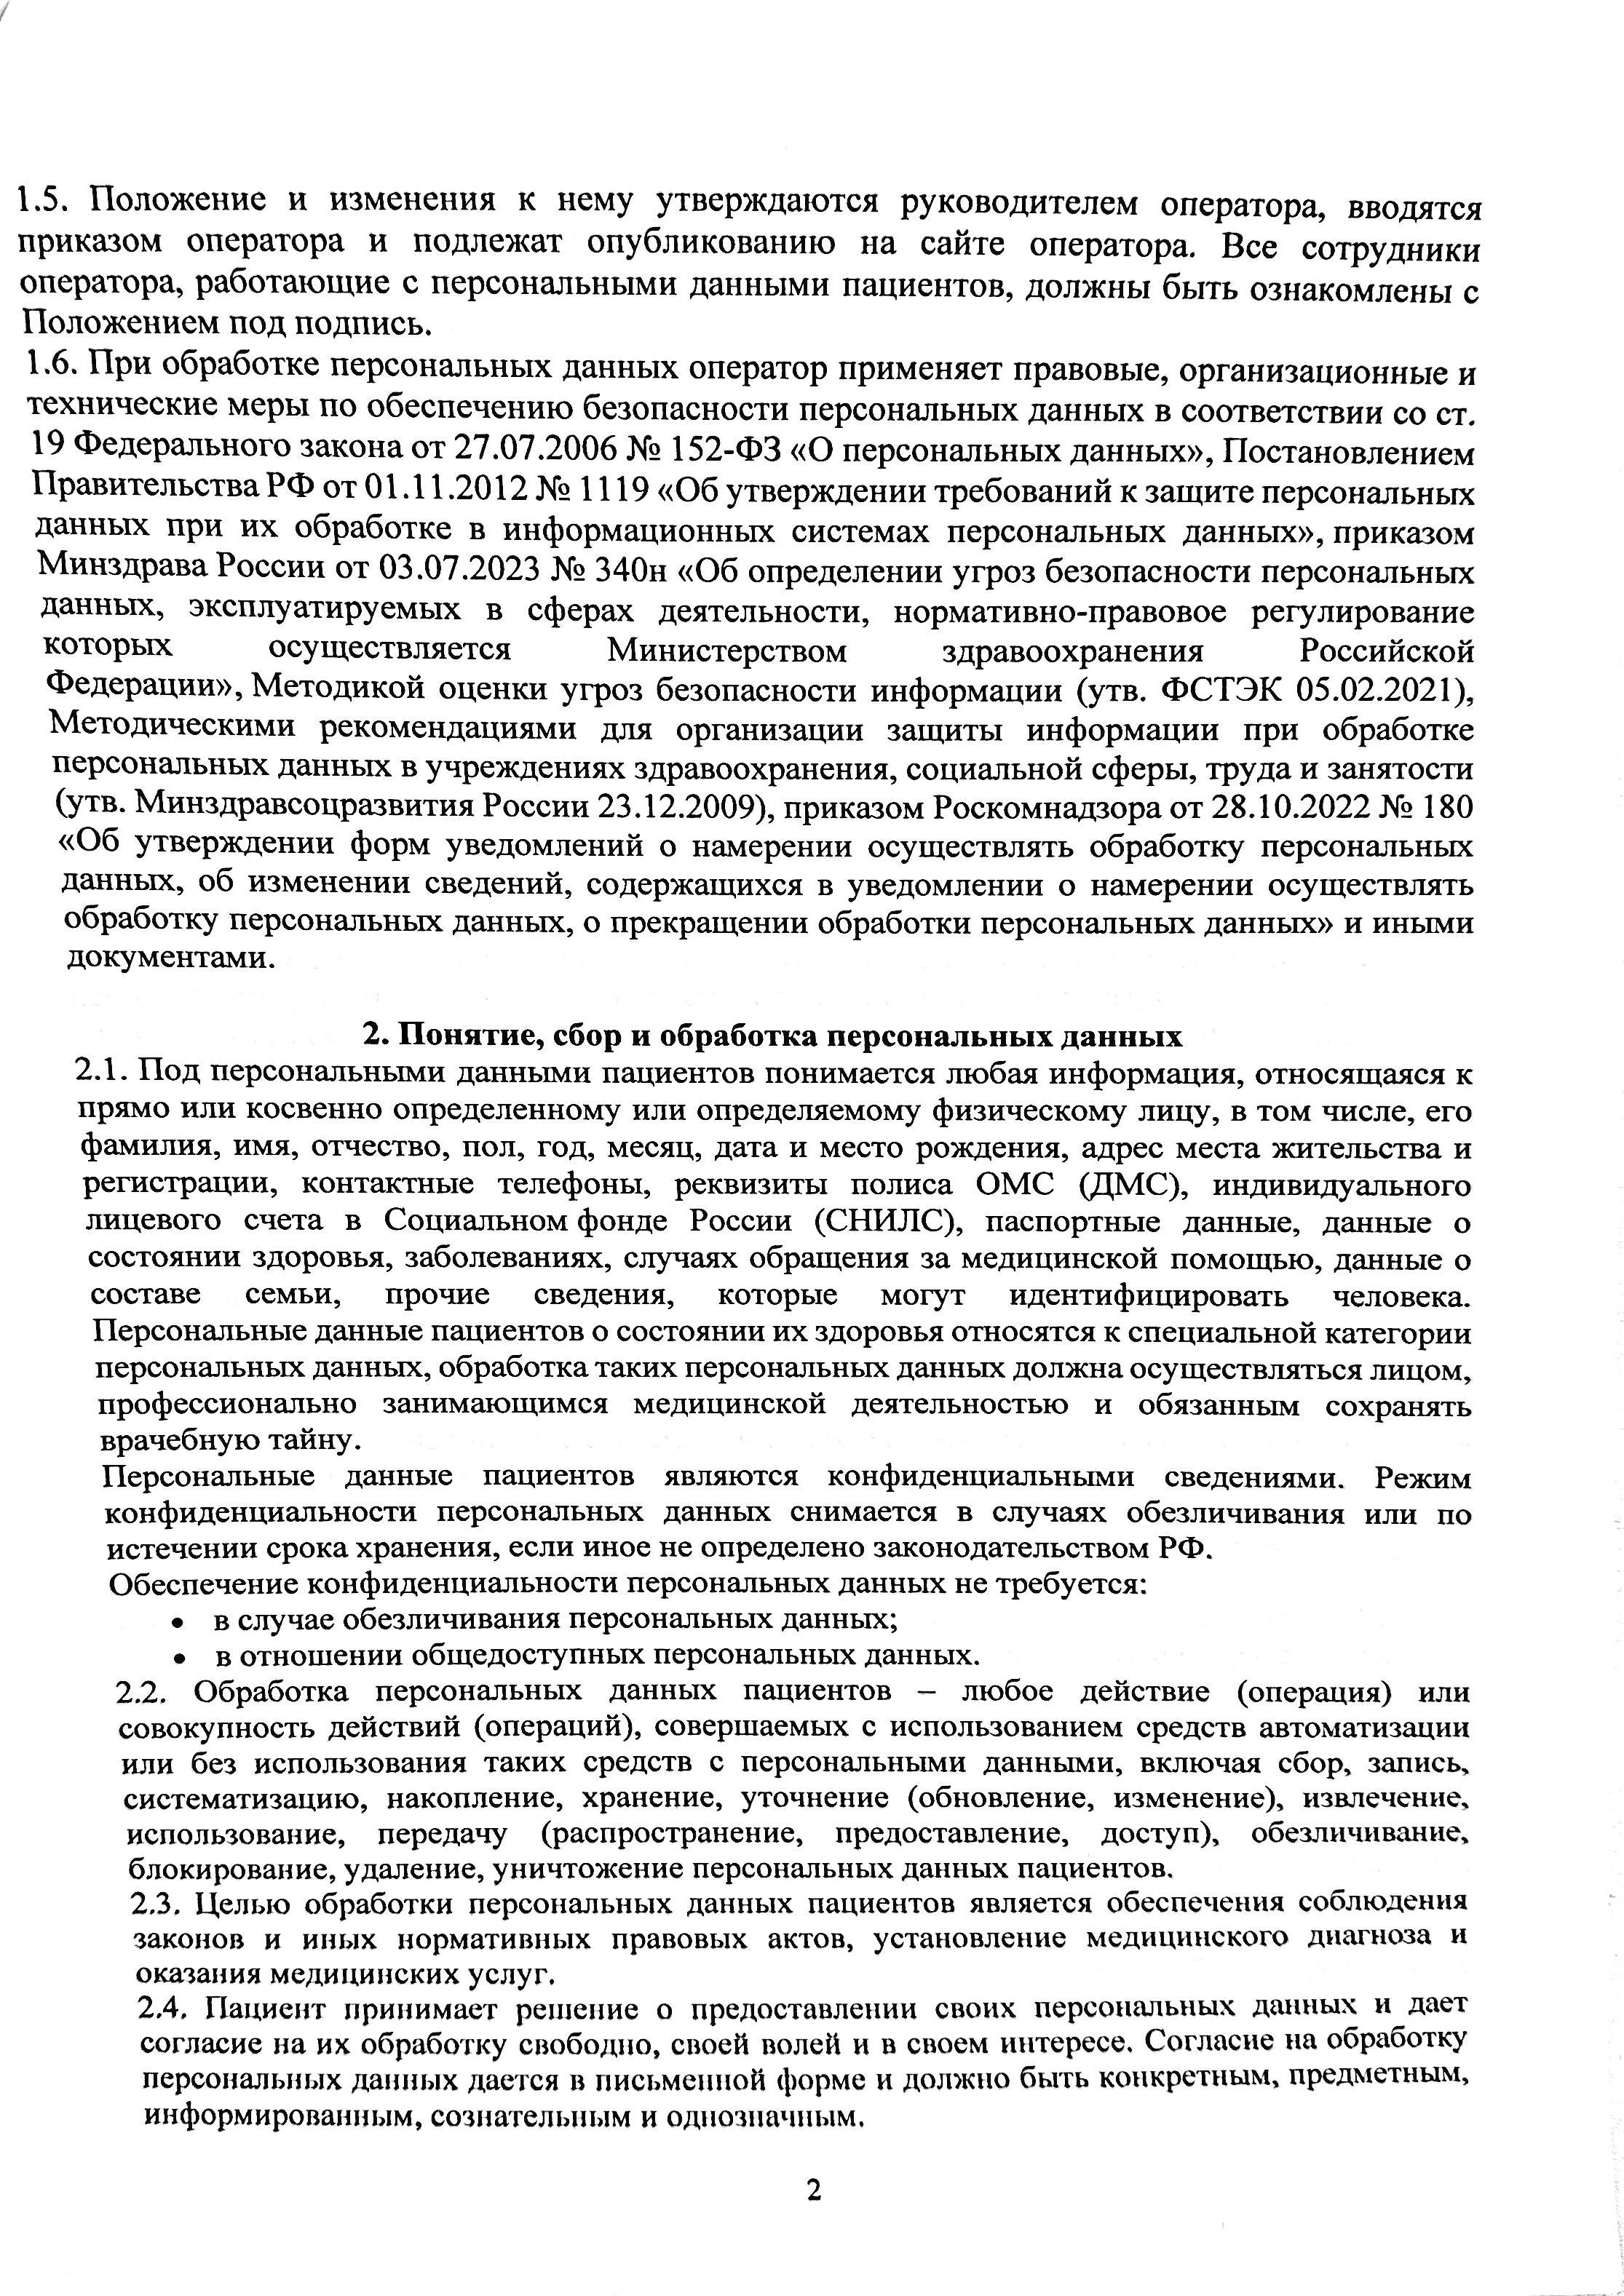 1.5. Положение и изменения к нему утверждаются руководителем оператора, вводятся
приказом оператора и подлежат опубликованию на сайте оператора. Все сотрудники
оператора, работающие с персональными данными пациентов, должны быть ознакомлены с
Положением под подпись.
1.6. При обработке персональных данных оператор применяет правовые, организационные и
технические меры по обеспечению безопасности персональных данных в соответствии со ст.
19 Федерального закона от 27.07.2006 № 152-ФЗ «О персональных данных», Постановлением
Правительства РФ от 01.11.2012 № 1119 «Об утверждении требований к защите персональных
данных при их обработке в информационных системах персональных данных», приказом
Минздрава России от 03.07.2023 № 340н «Об определении угроз безопасности персональных
данных, эксплуатируемых в сферах деятельности, нормативно-правовое регулирование
которых осуществляется Министерством здравоохранения Российской
Федерации», Методикой оценки угроз безопасности информации (утв. ФСТЭК 05.02.2021),
Методическими рекомендациями для организации защиты информации при обработке
персональных данных в учреждениях здравоохранения, социальной сферы, труда и занятости
(утв. Минздравсоцразвития России 23.12.2009), приказом Роскомнадзора от 28.10.2022 № 180
«Об утверждении форм уведомлений о намерении осуществлять обработку персональных
данных, об изменении сведений, содержащихся в уведомлении о намерении осуществлять
обработку персональных данных, о прекращении обработки персональных данных» и иными
документами.
2. Понятие, сбор и обработка персональных данных
2.1. Под персональными данными пациентов понимается любая информация, относящаяся к
прямо или косвенно определенному или определяемому физическому лицу, в том числе, его
фамилия, имя, отчество, пол, год, месяц, дата и место рождения, адрес места жительства и
регистрации, контактные телефоны, реквизиты полиса ОМС (ДМС), индивидуального
лицевого счета в Социальном фонде России (СНИЛС), паспортные данные, данные о
состоянии здоровья, заболеваниях, случаях обращения за медицинской помощью, данные о
составе семьи, прочие сведения, которые могут идентифицировать человека.
Персональные данные пациентов о состоянии их здоровья относятся к специальной категории
персональных данных, обработка таких персональных данных должна осуществляться лицом,
профессионально занимающимся медицинской деятельностью и обязанным сохранять
врачебную тайну.
Персональные данные пациентов являются конфиденциальными сведениями. Режим
конфиденциальности персональных данных снимается в случаях обезличивания или по
истечении срока хранения, если иное не определено законодательством РФ.
Обеспечение конфиденциальности персональных данных не требуется:
• в случае обезличивания персональных данных;
• в отношении общедоступных персональных данных.
2.2. Обработка персональных данных пациентов – любое действие (операция) или
совокупность действий (операций), совершаемых с использованием средств автоматизации
или без использования таких средств с персональными данными, включая сбор, запись,
систематизацию, накопление, хранение, уточнение (обновление, изменение), извлечение,
использование, передачу (распространение, предоставление, доступ), обезличивание,
блокирование, удаление, уничтожение персональных данных пациентов.
2.3. Целью обработки персональных данных пациентов является обеспечения соблюдения
законов и иных нормативных правовых актов, установление медицинского диагноза и
оказания медицинских услуг.
2.4. Пациент принимает решение о предоставлении своих персональных данных и дает
согласие на их обработку свободно, своей волей и в своем интересе. Согласие на обработку
персональных данных дается в письменной форме и должно быть конкретным, предметным,
информированным, сознательным и однозначным.
2